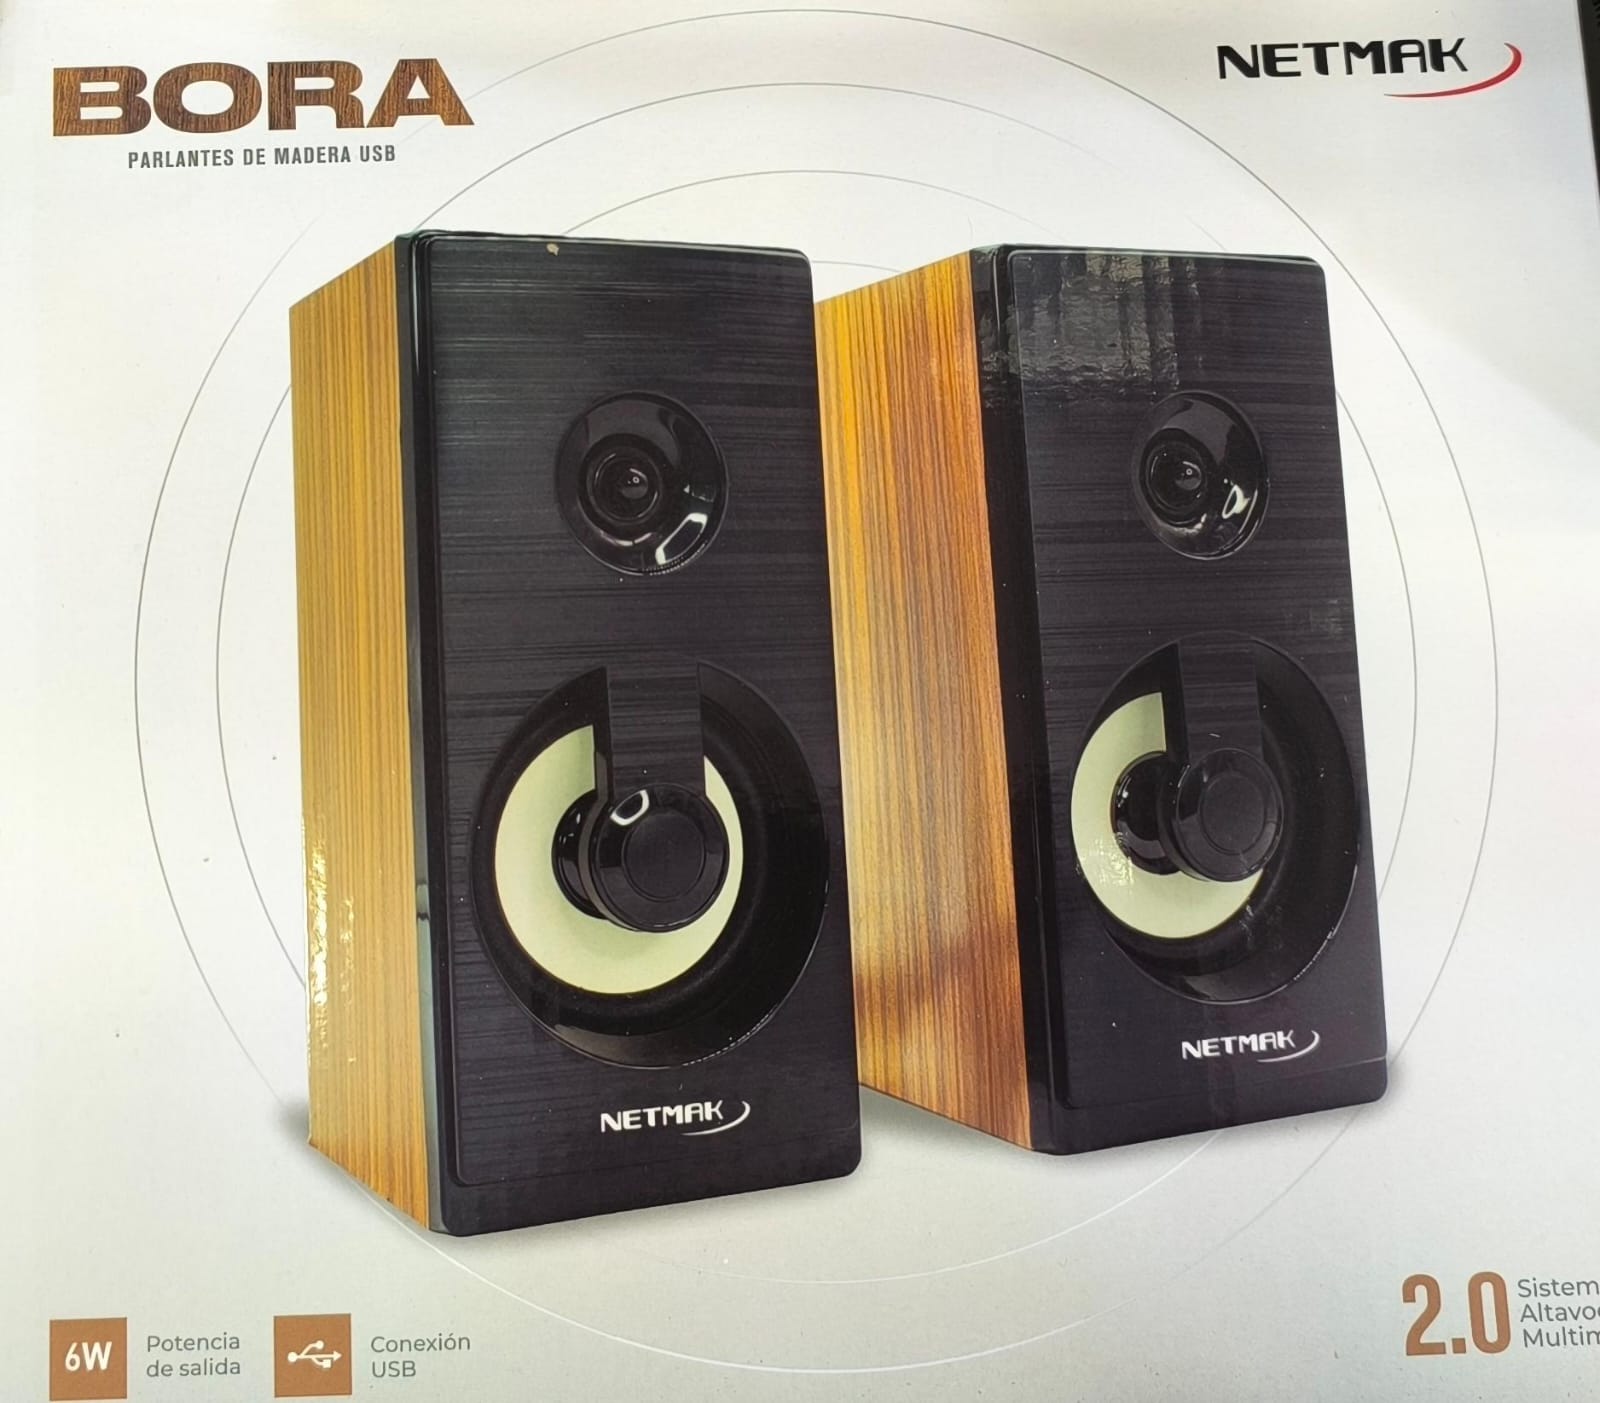 BORA
PARLANTES DE MADERA USB
NETMAK
NETMAK
NETMAK
6W
Potencia
de salida
Conexión
USB
2.0